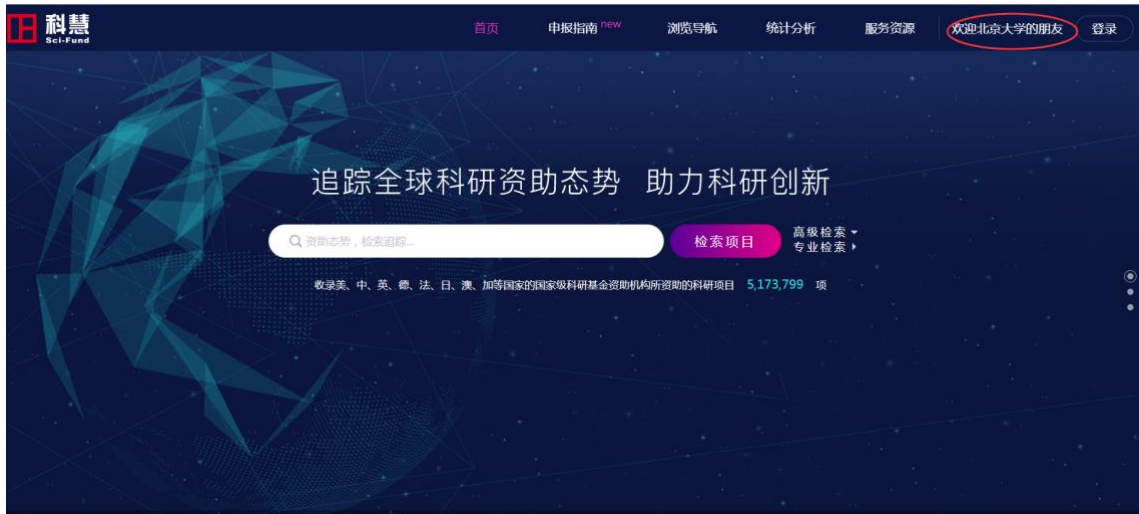 科慧
Sci-Fund
首页 申报指南 new 浏览导航 统计分析 服务资源 欢迎北京大学的朋友 登录
追踪全球科研资助态势 助力科研创新
资助态势，检索追踪... 检索项目 高级检索
专业检索
收录美、中、英、德、法、日、澳、加等国家的国家级科研基金资助机构所资助的科研项目 5,173,799 项